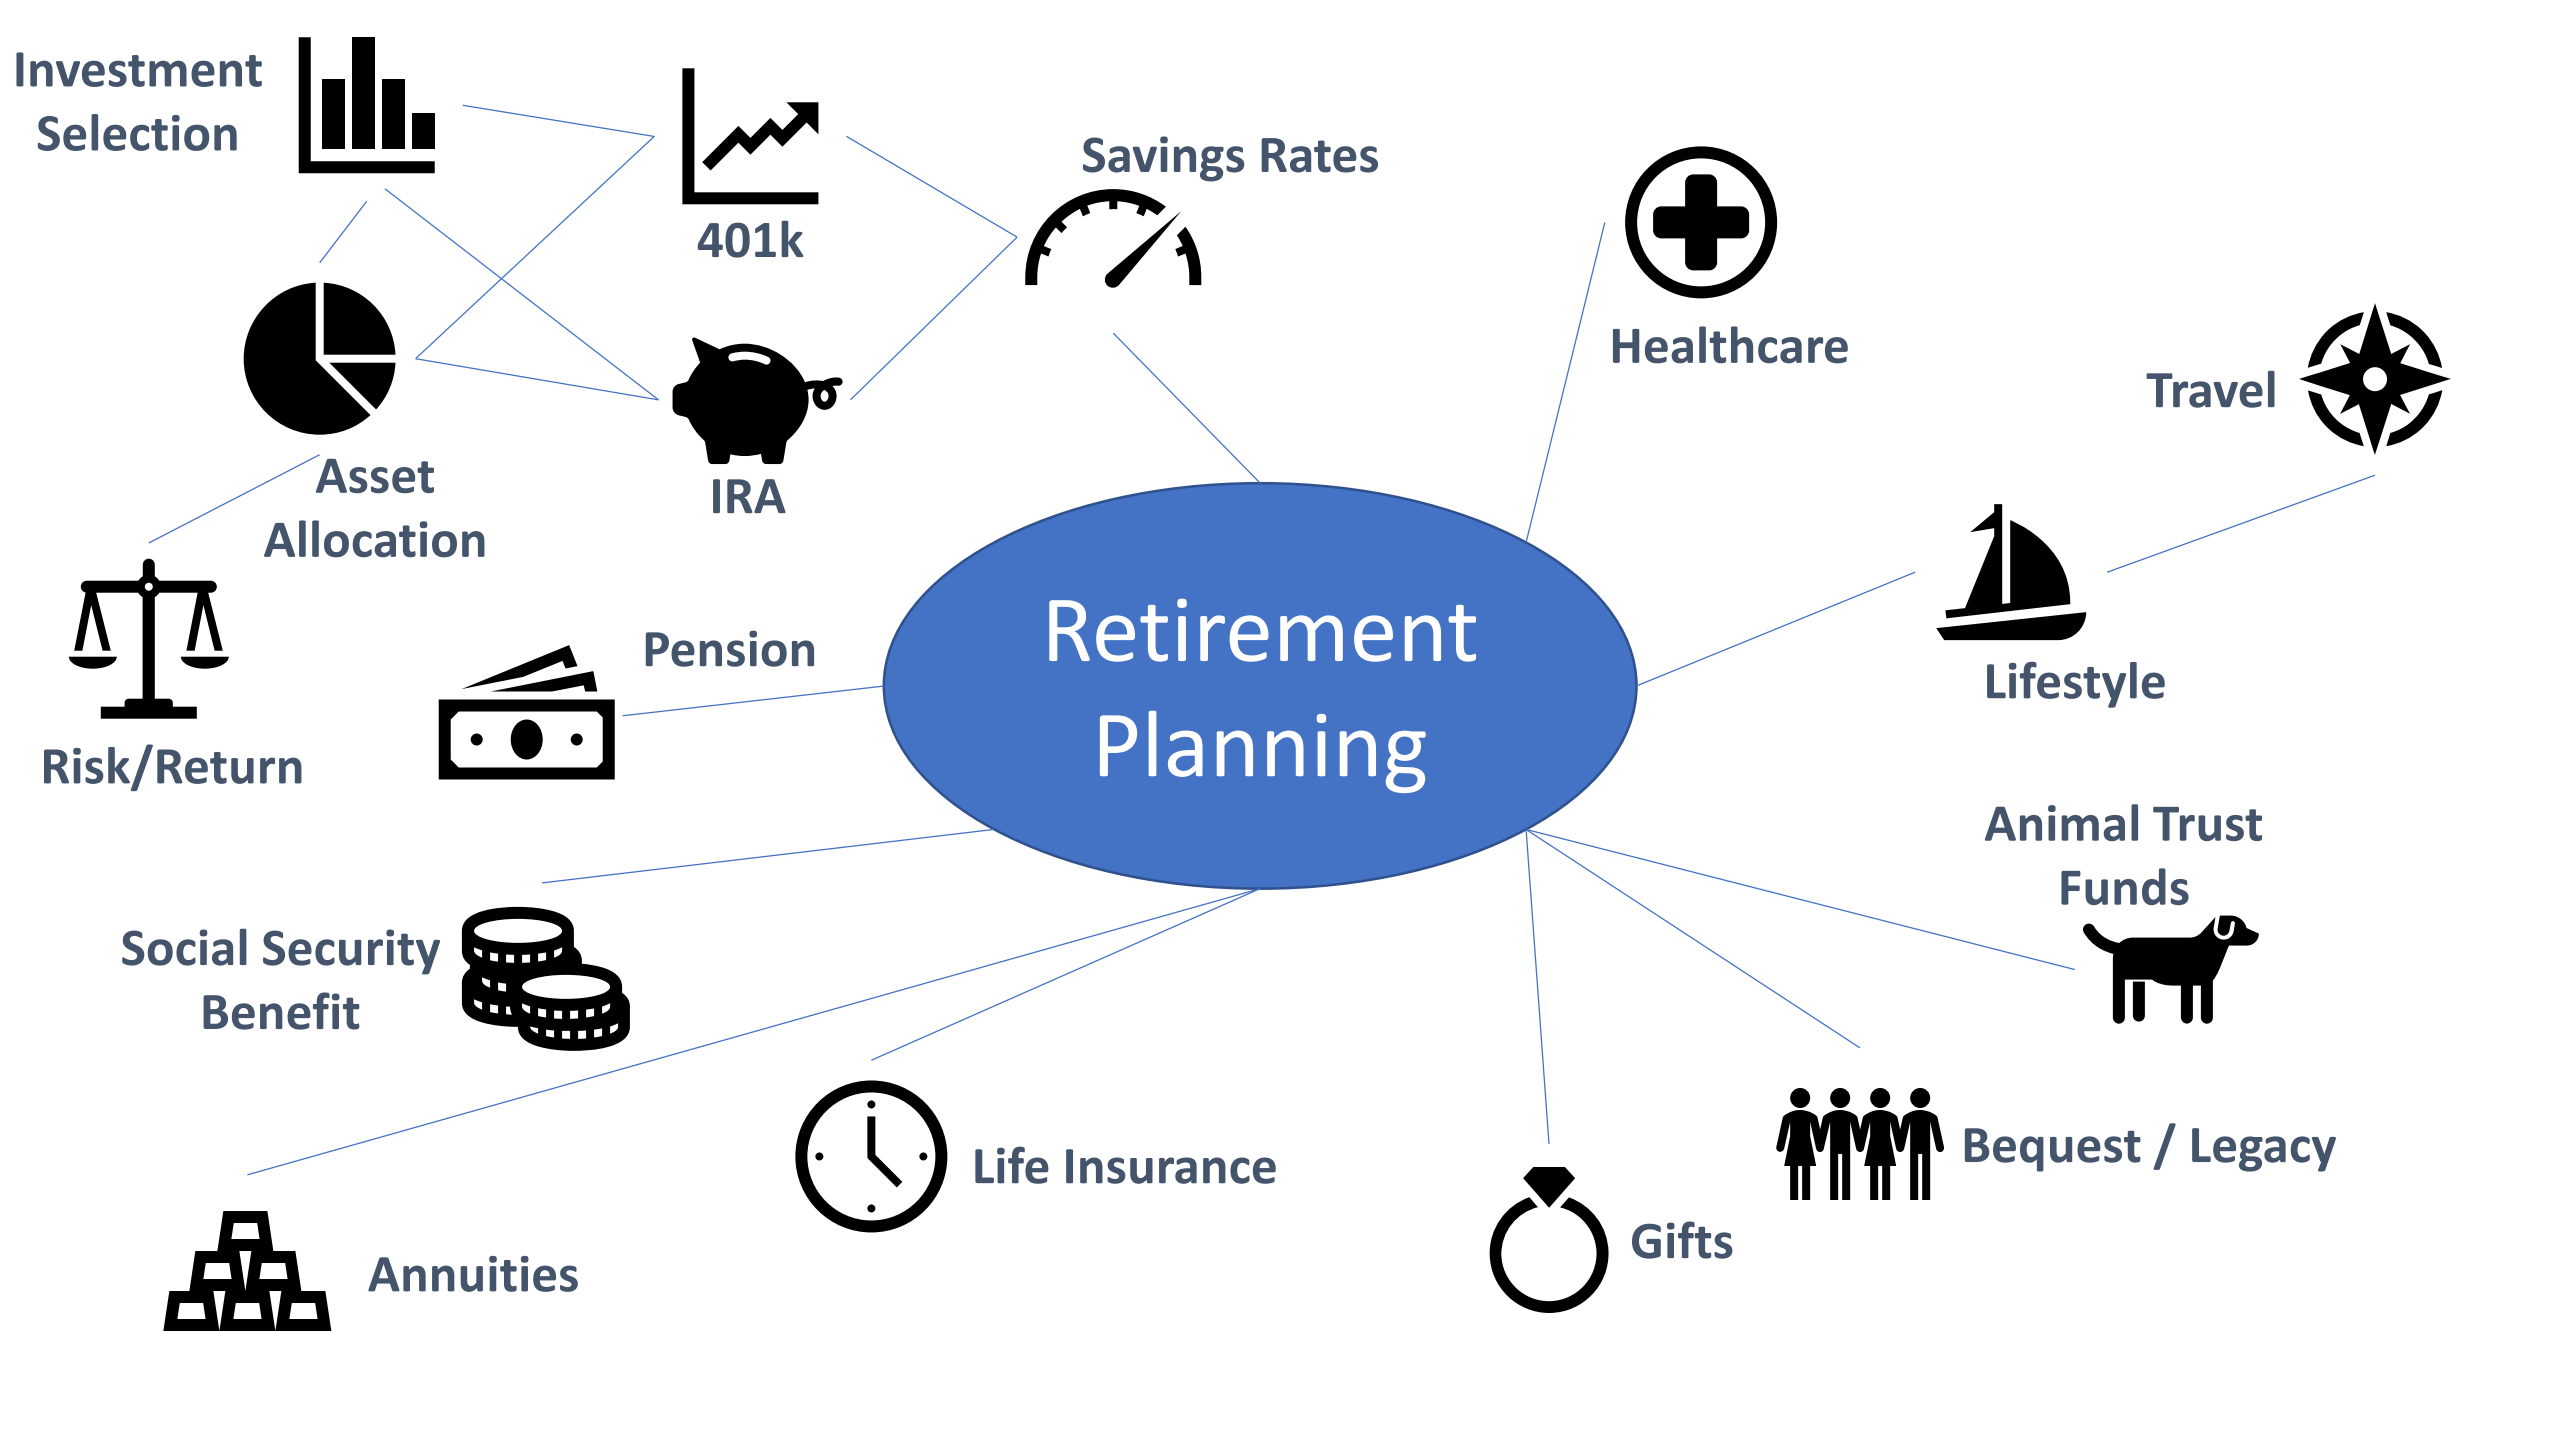 Investment
Selection
401k
Savings Rates
Healthcare
Travel
Asset
Allocation
IRA
Risk/Return
Pension
Retirement
Planning
Lifestyle
Animal Trust
Funds
Social Security
Benefit
Life Insurance
Bequest / Legacy
Gifts
Annuities